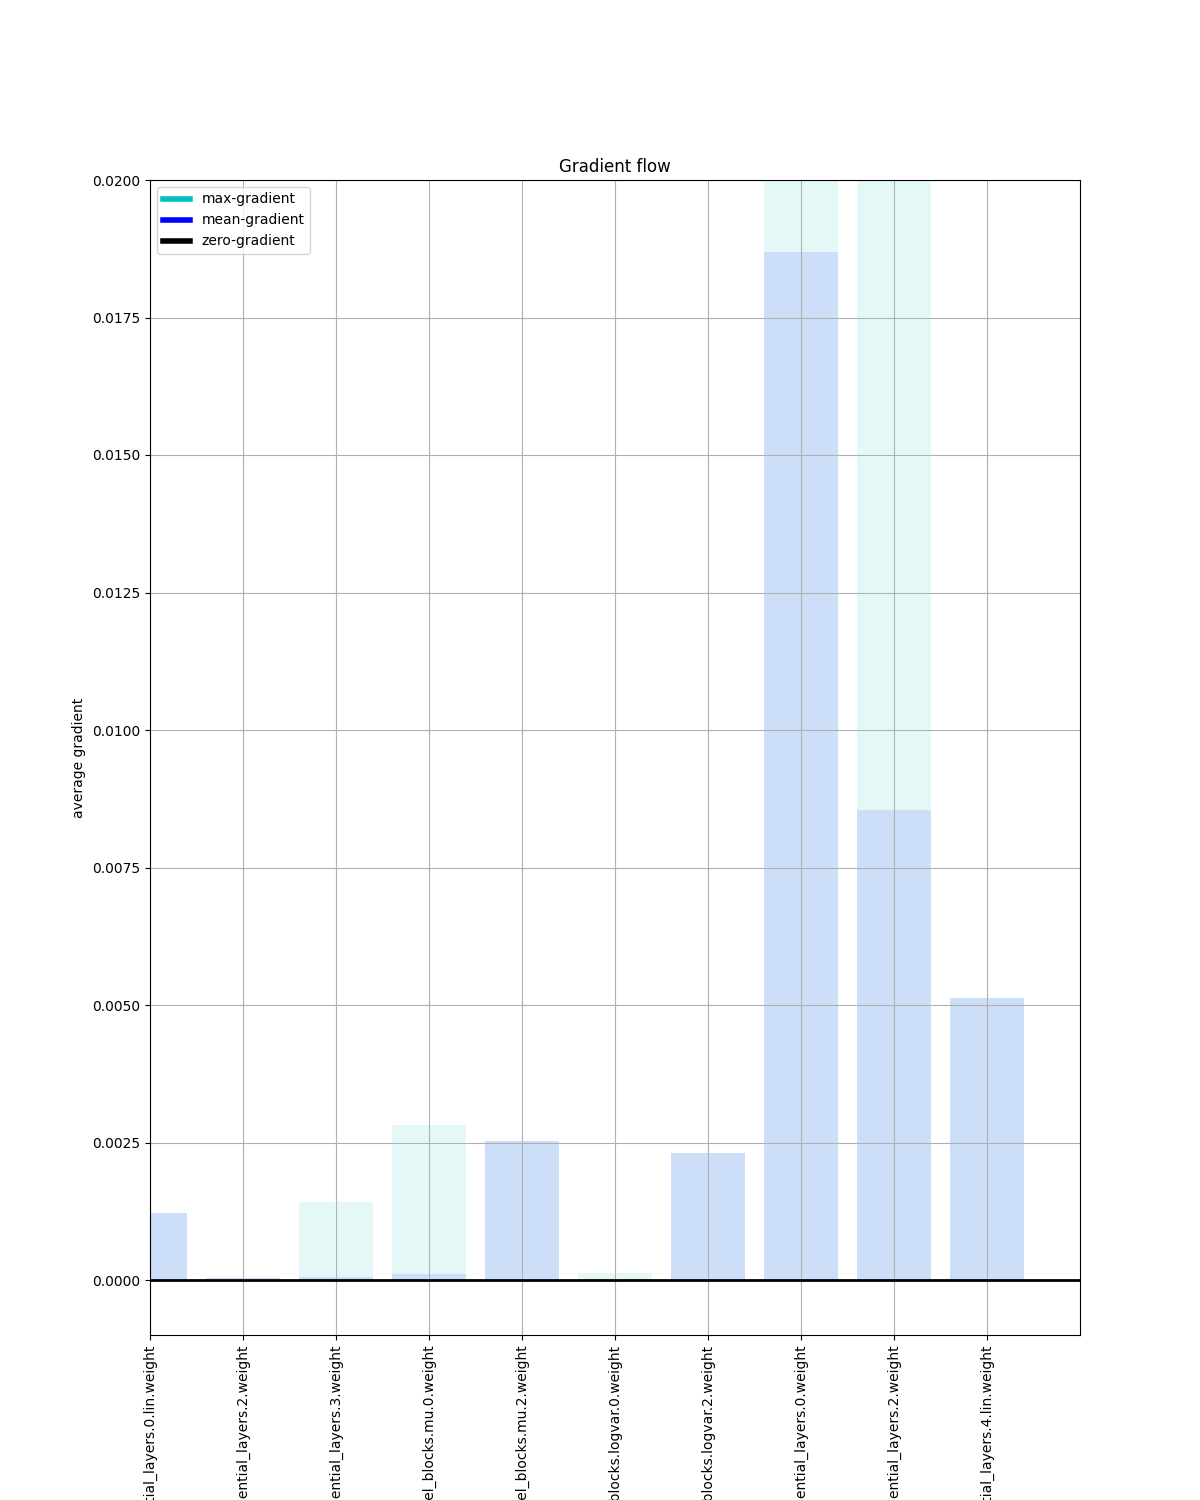 Gradient flow
max-gradient
mean-gradient
zero-gradient
average gradient
0.0200
0.0175
0.0150
0.0125
0.0100
0.0075
0.0050
0.0025
0.0000
tial_layers.0.lin.weight
ential_layers.2.weight
ential_layers.3.weight
el_blocks.mu.0.weight
el_blocks.mu.2.weight
blocks.logvar.0.weight
blocks.logvar.2.weight
ential_layers.0.weight
ential_layers.2.weight
tial_layers.4.lin.weight